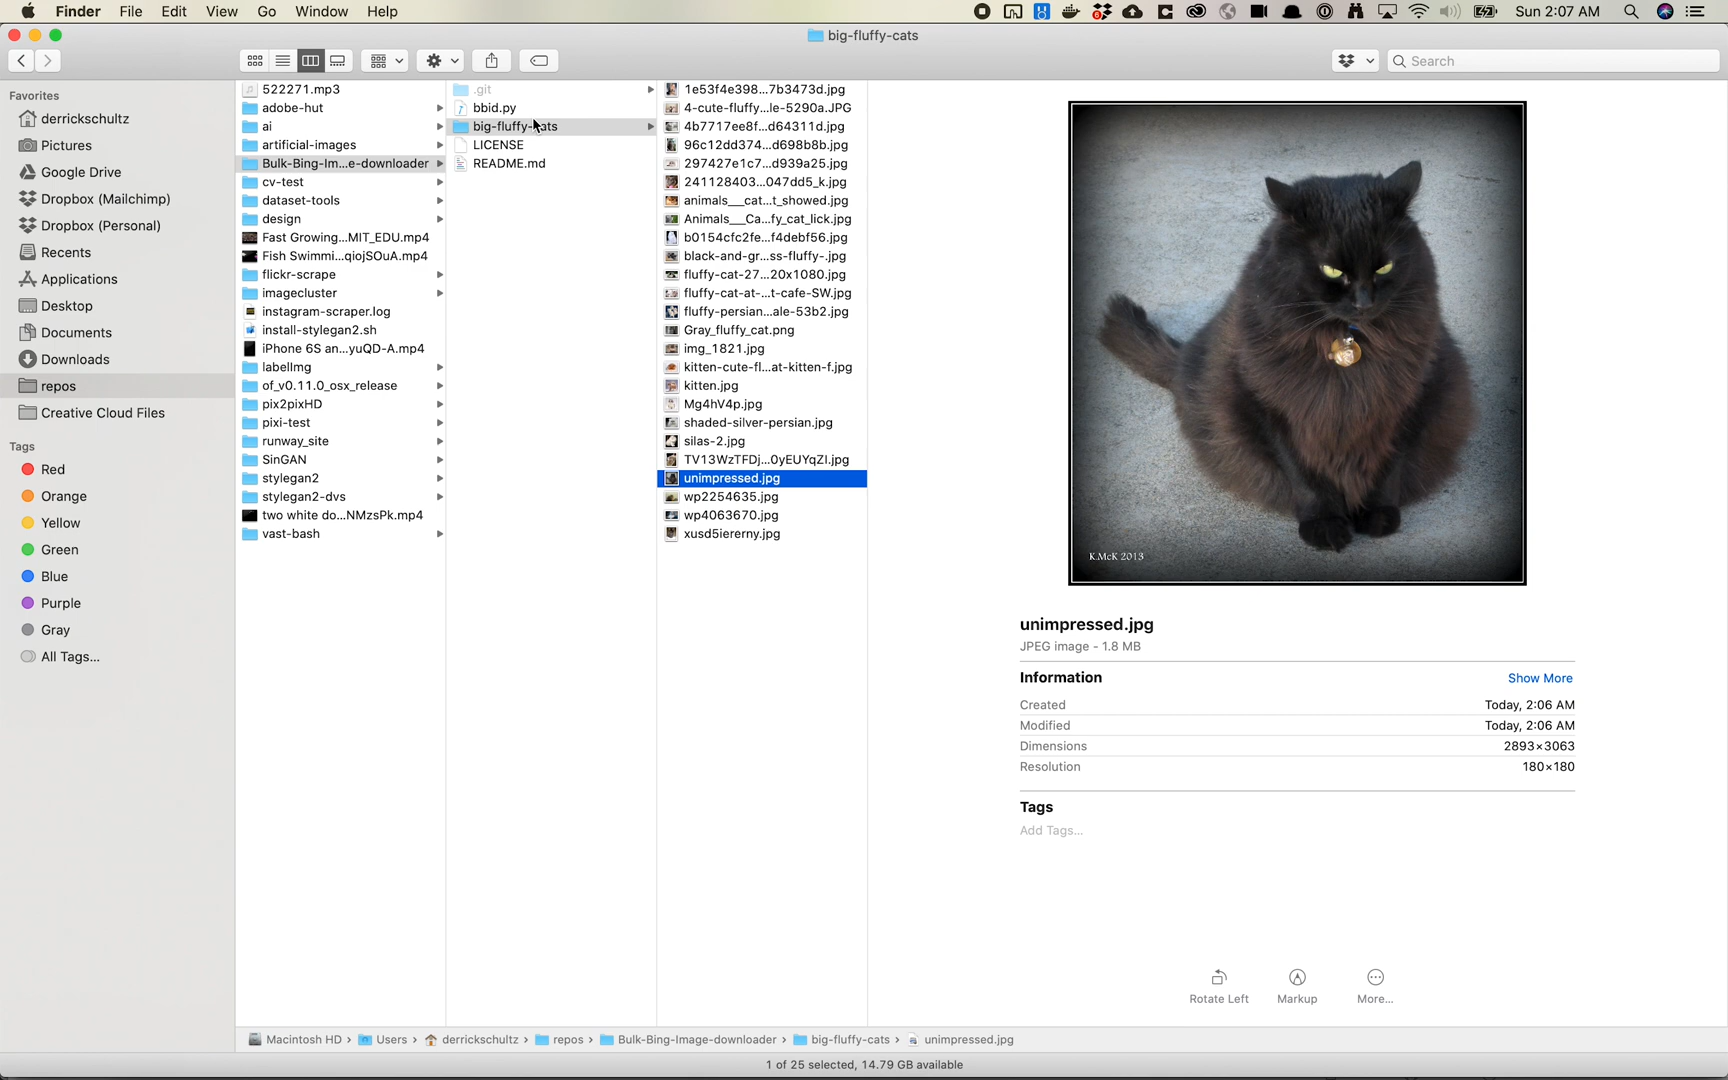 Finder File Edit View Go Window Help Sun 2:07 AM
big-fluffy-cats
Search
Favorites
derrickschultz
Pictures
Google Drive
Dropbox (Mailchimp)
Dropbox (Personal)
Recents
Applications
Desktop
Documents
Downloads
repos
Creative Cloud Files
Tags
Red
Orange
Yellow
Green
Blue
Purple
Gray
All Tags...
522271.mp3
adobe-hut
ai
artificial-images
Bulk-Bing-Im...e-downloader
cv-test
dataset-tools
design
Fast Growing...MIT_EDU.mp4
Fish Swimmi...qiojSOuA.mp4
flickr-scrape
imagecluster
instagram-scraper.log
install-stylegan2.sh
iPhone 6S an...yuQD-A.mp4
labelImg
of_v0.11.0_osx_release
pix2pixHD
pixi-test
runway_site
SinGAN
stylegan2
stylegan2-dvs
two white do...NMzsPk.mp4
vast-bash
.git
bbid.py
big-fluffy-cats
LICENSE
README.md
1e53f4e398...7b3473d.jpg
4-cute-fluffy...le-5290a.JPG
4b7717ee8f...d64311d.jpg
96c12dd374...d698b8b.jpg
297427e1c7...d939a25.jpg
241128403...047dd5_k.jpg
animals__cat...t_showed.jpg
Animals__Ca...fy_cat_lick.jpg
b0154cfc2fe...f4debf56.jpg
black-and-gr...ss-fluffy-.jpg
fluffy-cat-27...20x1080.jpg
fluffy-cat-at-...t-cafe-SW.jpg
fluffy-persian...ale-53b2.jpg
Gray_fluffy_cat.png
img_1821.jpg
kitten-cute-fl...at-kitten-f.jpg
kitten.jpg
Mg4hV4p.jpg
shaded-silver-persian.jpg
silas-2.jpg
TV13WzTFDj...0yEUYqZI.jpg
unimpressed.jpg
wp2254635.jpg
wp4063670.jpg
xusd5iererny.jpg
K.McK 2013
unimpressed.jpg
JPEG image - 1.8 MB
Information Show More
Created Today, 2:06 AM
Modified Today, 2:06 AM
Dimensions 2893×3063
Resolution 180×180
Tags
Add Tags...
Rotate Left Markup More...
Macintosh HD › Users › derrickschultz › repos › Bulk-Bing-Image-downloader › big-fluffy-cats › unimpressed.jpg
1 of 25 selected, 14.79 GB available